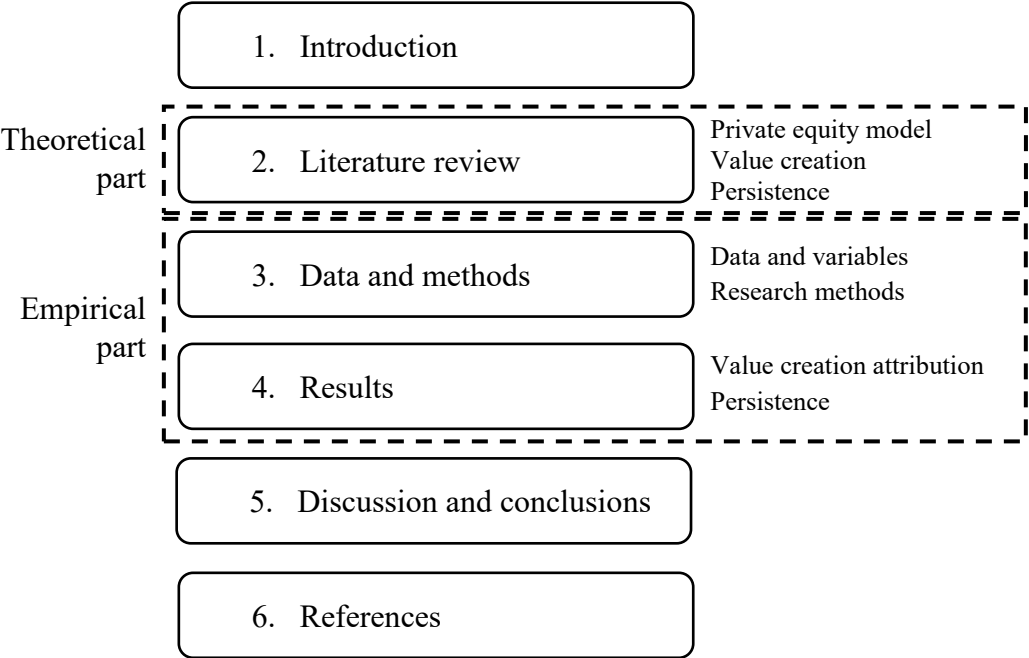 1. Introduction
Theoretical
part
2. Literature review
Private equity model
Value creation
Persistence
Empirical
part
3. Data and methods
Data and variables
Research methods
4. Results
Value creation attribution
Persistence
5. Discussion and conclusions
6. References